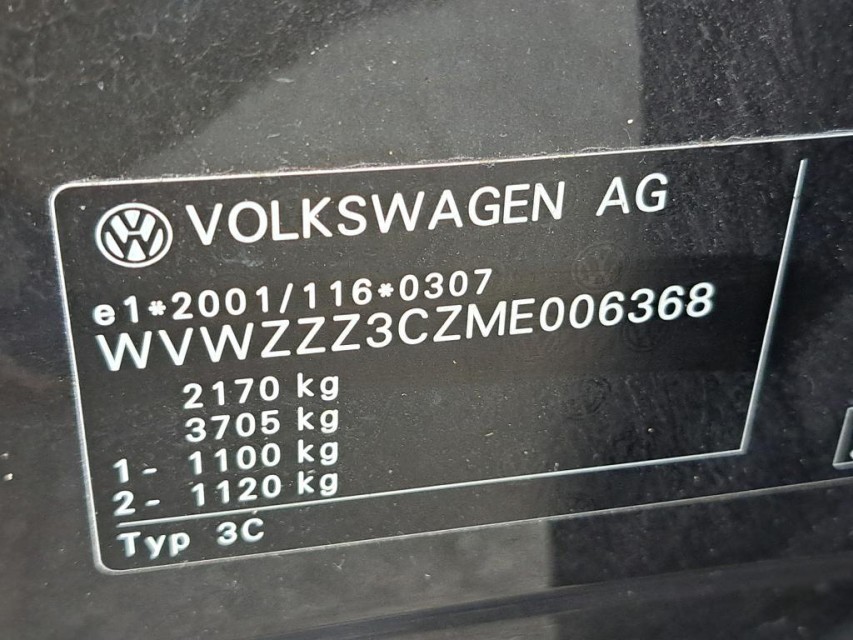 VOLKSWAGEN AG
e1*2001/116*0307
WVWZZZ3CZME006368
2170 kg
3705 kg
1- 1100 kg
2- 1120 kg
Typ 3C